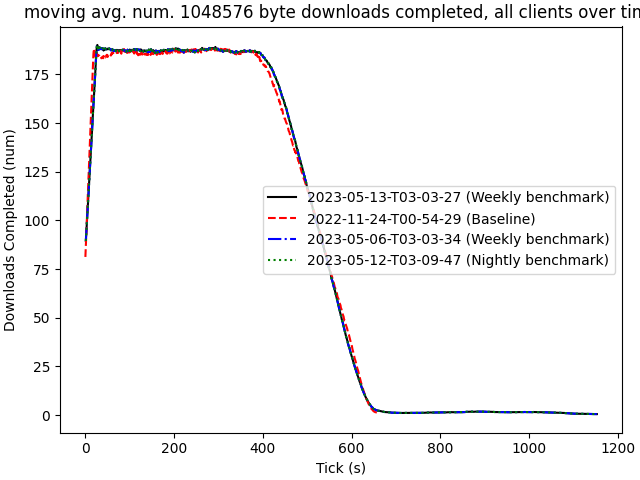 moving avg. num. 1048576 byte downloads completed, all clients over
175
150
125
100
75
50
25
0
Downloads Completed (num)
2023-05-13-T03-03-27 (Weekly benchmark)
2022-11-24-T00-54-29 (Baseline)
2023-05-06-T03-03-34 (Weekly benchmark)
2023-05-12-T03-09-47 (Nightly benchmark)
0 200 400 600 800 1000 1200
Tick (s)